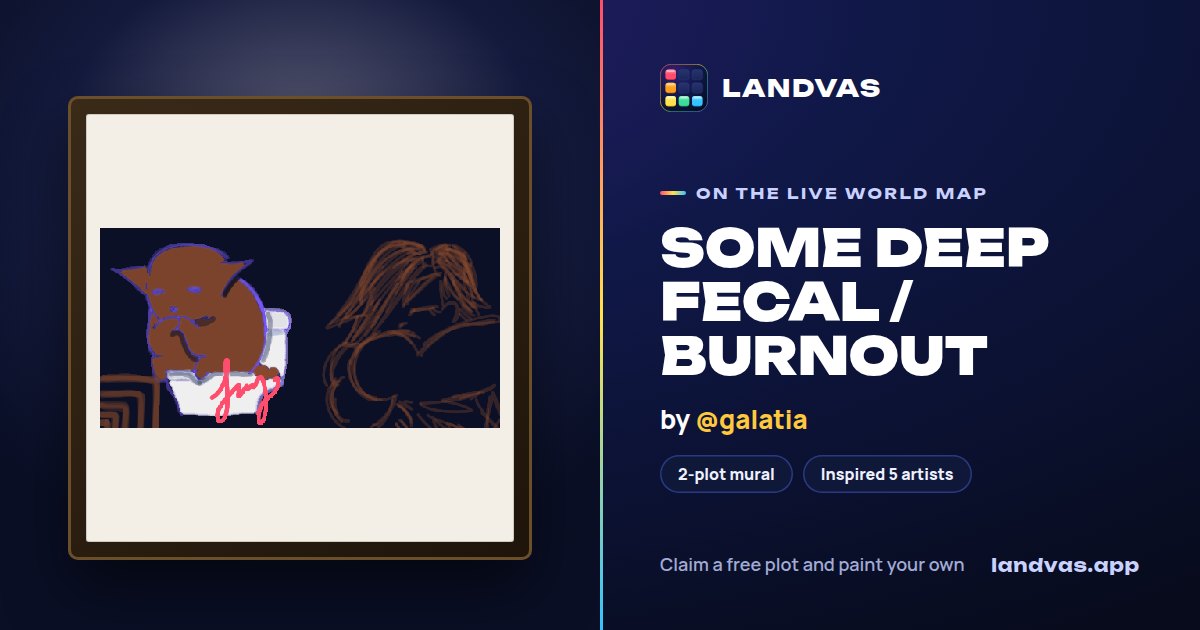 LANDVAS
ON THE LIVE WORLD MAP
SOME DEEP
FECAL /
BURNOUT
by @galatia
2-plot mural
Inspired 5 artists
Claim a free plot and paint your own
landvas.app